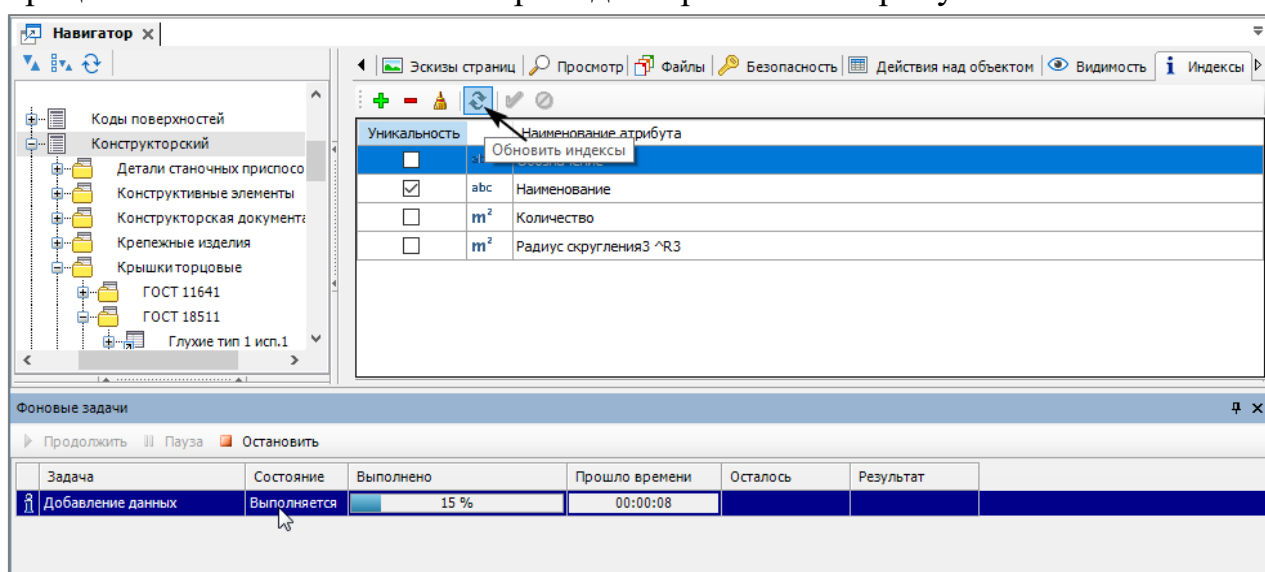 Навигатор
Эскизы страниц Просмотр Файлы Безопасность Действия над объектом Видимость Индексы
Коды поверхностей
Конструкторский
Детали станочных приспосо
Конструктивные элементы
Конструкторская документа
Крепежные изделия
Крышки торцовые
ГОСТ 11641
ГОСТ 18511
Глухие тип 1 исп.1
Уникальность Наименование атрибута
Обновить индексы
abc Наименование
m² Количество
m² Радиус скругления3 ^R3
Фоновые задачи
Продолжить Пауза Остановить
Задача Состояние Выполнено Прошло времени Осталось Результат
Добавление данных Выполняется 15 % 00:00:08